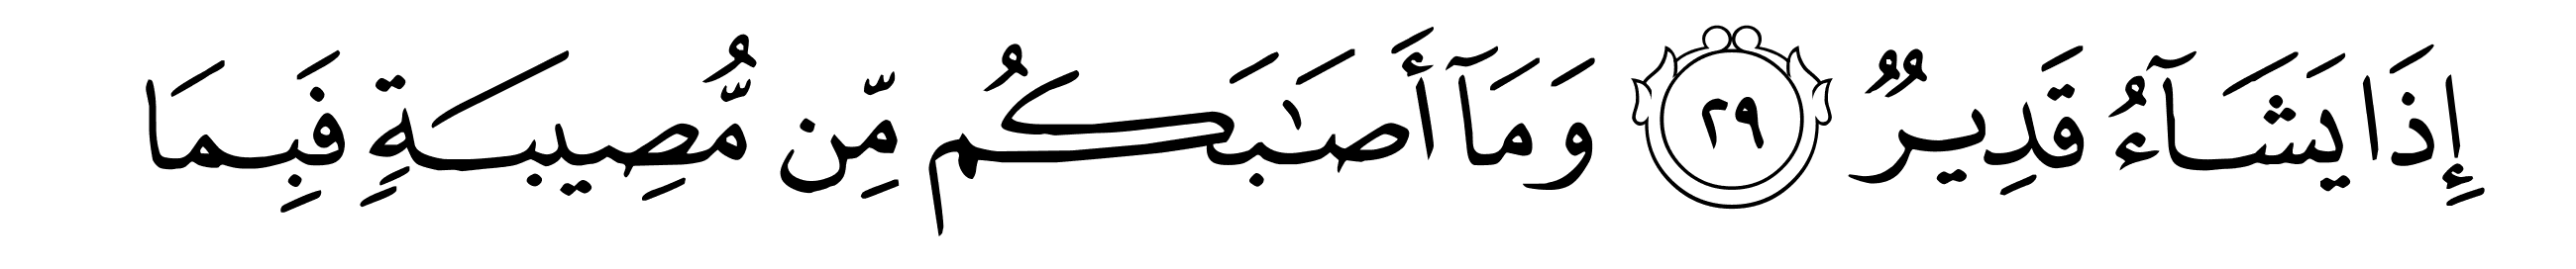 إِذَا يَشَآءُ قَدِيرٌ ٢٩ وَمَآ أَصَـٰبَكُم مِّن مُّصِيبَةٍ فَبِمَا